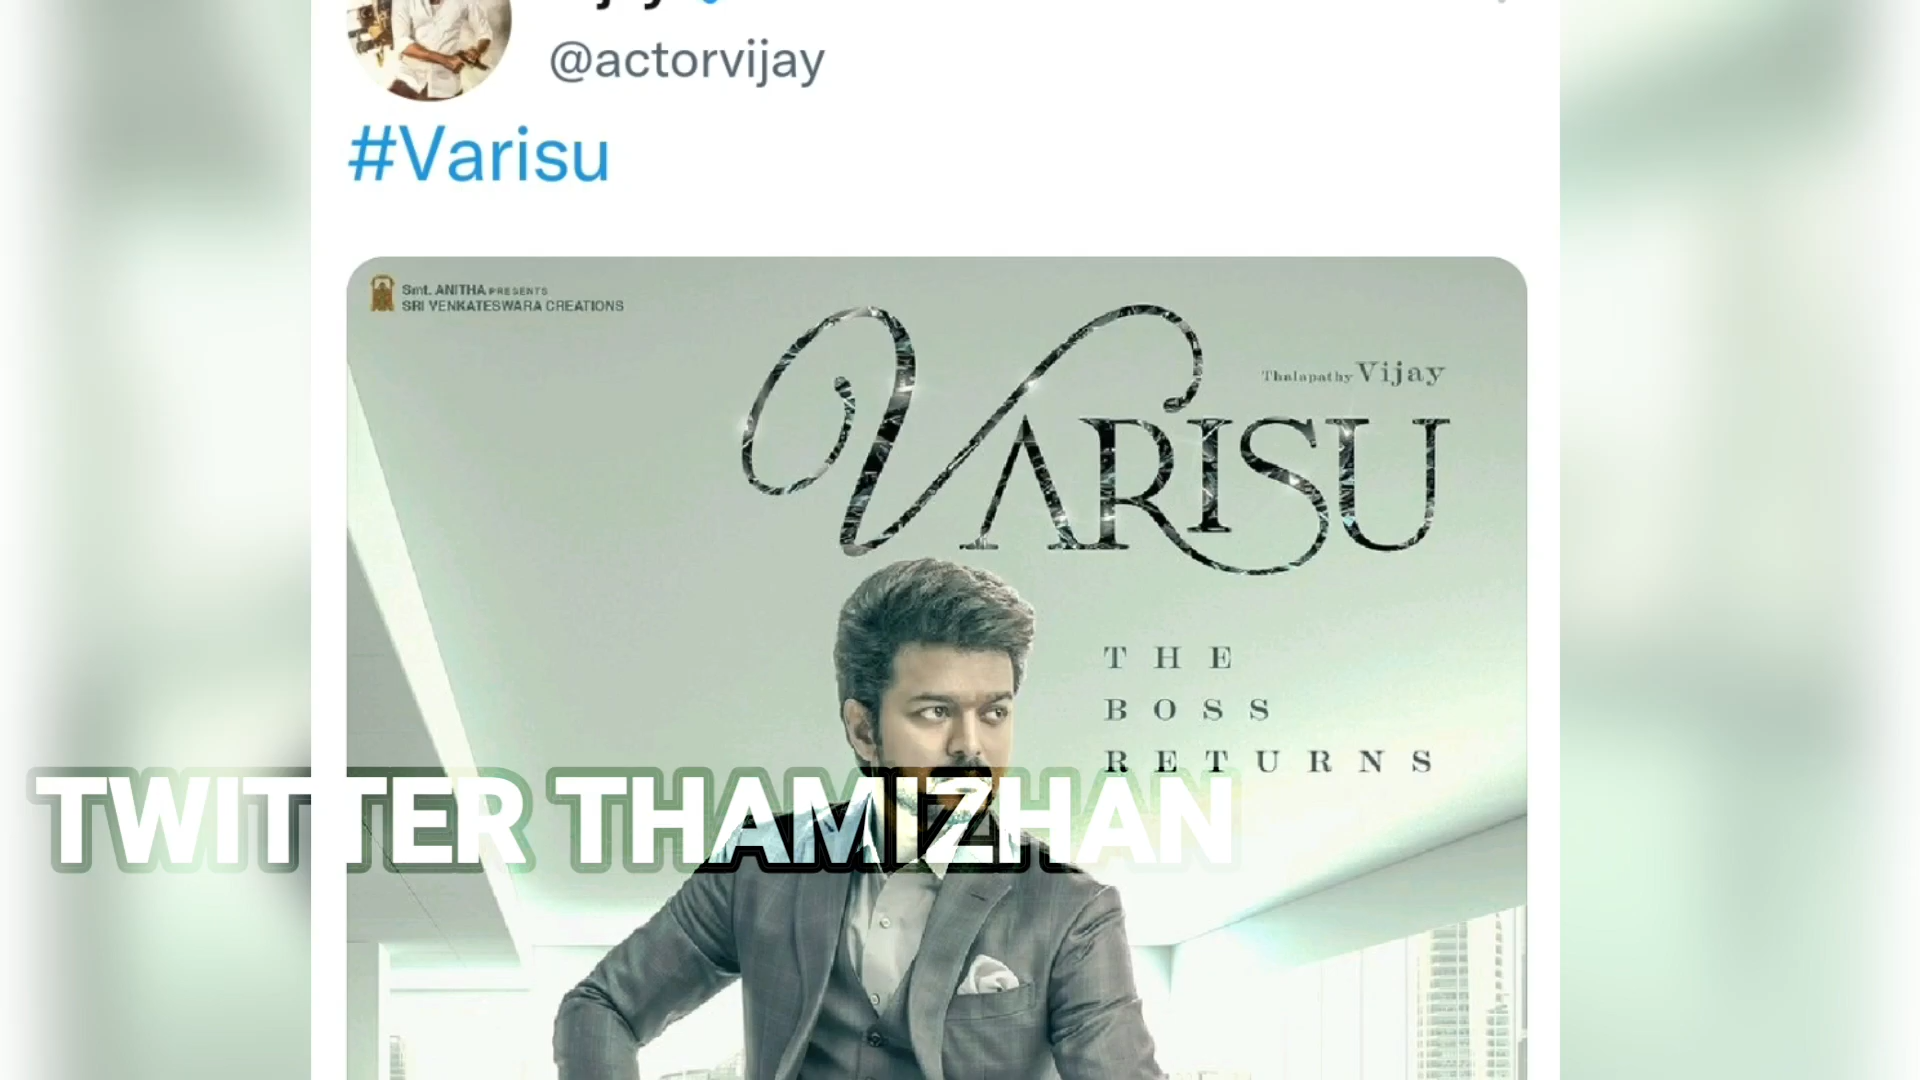 @actorvijay
#Varisu
Smt. ANITHA PRESENTS
SRI VENKATESWARA CREATIONS
Thalapathy Vijay
VARISU
THE
BOSS
RETURNS
TWITTER THAMIZHAN